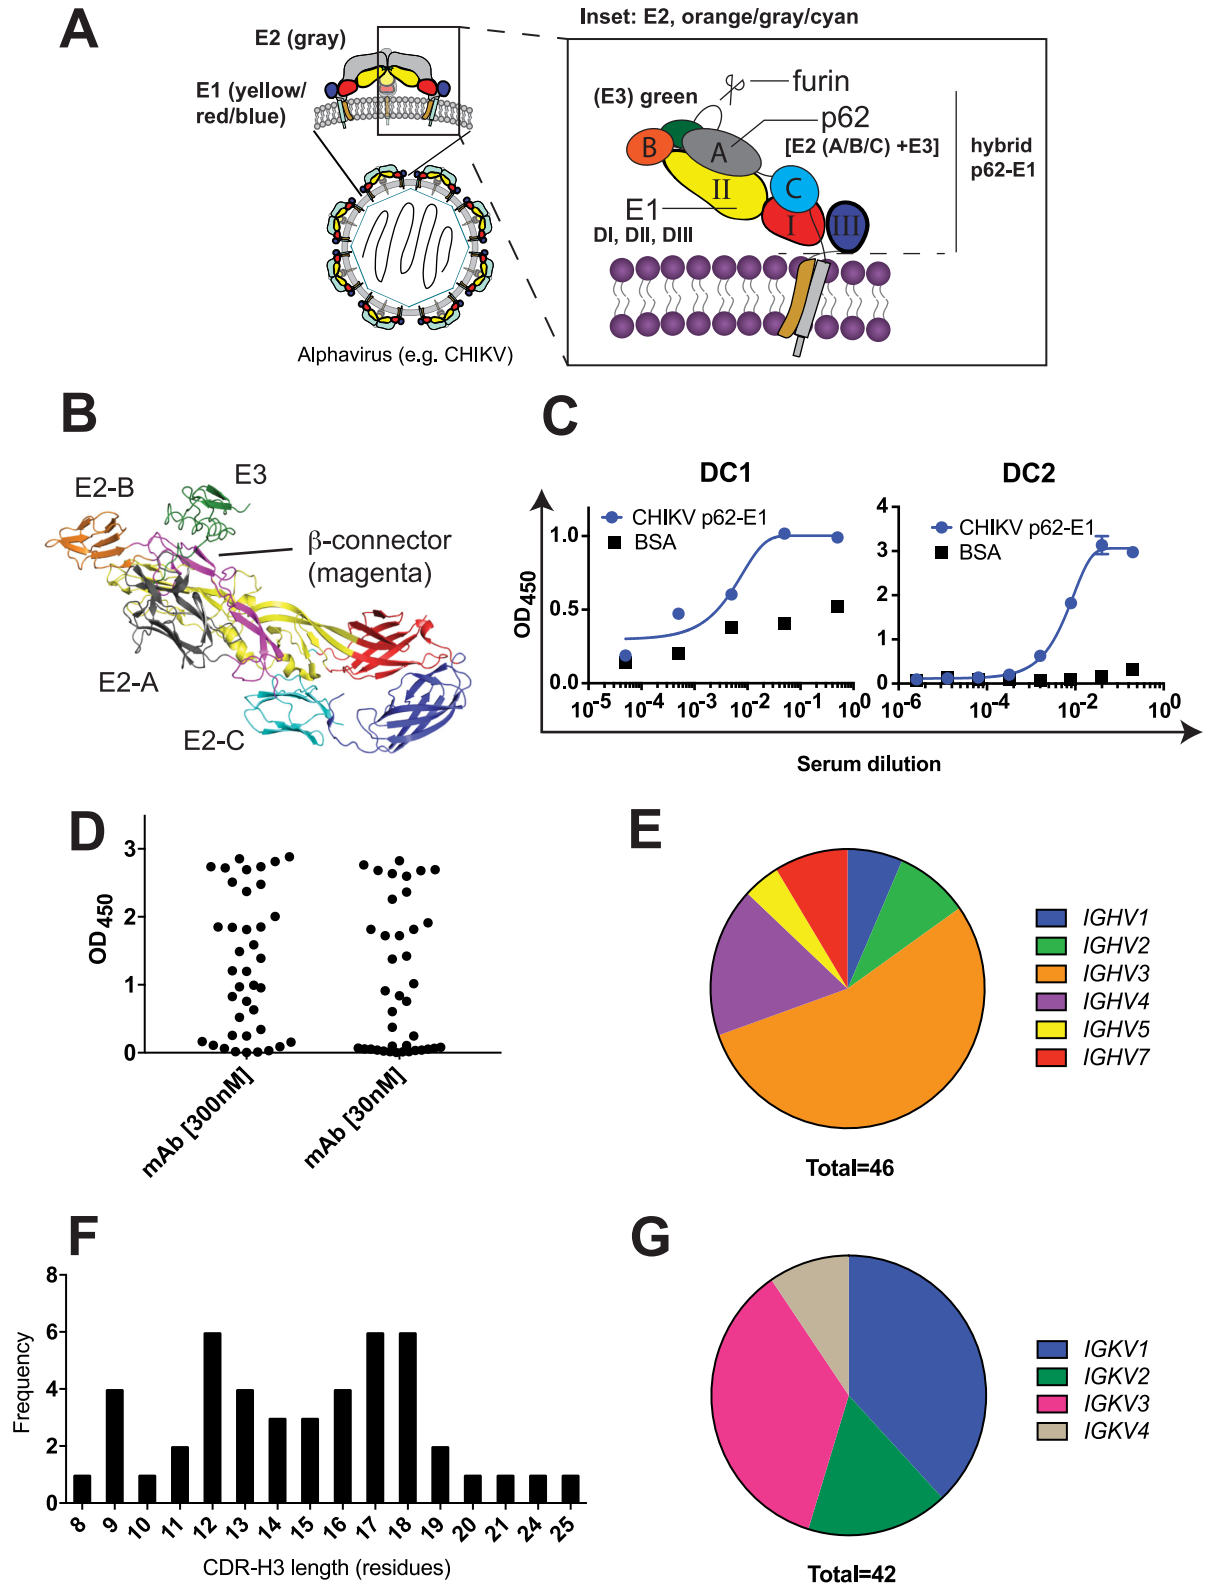 A
Inset: E2, orange/gray/cyan
E2 (gray)
E1 (yellow/
red/blue)
furin
(E3) green
p62
[E2 (A/B/C) +E3]
hybrid
p62-E1
B
A
C
II
I
III
E1
DI, DII, DIII
Alphavirus (e.g. CHIKV)
B
E2-B
E3
β-connector
(magenta)
E2-A
E2-C
C
DC1
DC2
CHIKV p62-E1
BSA
CHIKV p62-E1
BSA
OD450
1.0
0.5
0.0
10-5 10-4 10-3 10-2 10-1 100
4
3
2
1
0
10-6 10-4 10-2 100
Serum dilution
D
OD450
3
2
1
0
mAb [300nM]
mAb [30nM]
E
IGHV1
IGHV2
IGHV3
IGHV4
IGHV5
IGHV7
Total=46
F
Frequency
8
6
4
2
0
8 9 10 11 12 13 14 15 16 17 18 19 20 21 24 25
CDR-H3 length (residues)
G
IGKV1
IGKV2
IGKV3
IGKV4
Total=42